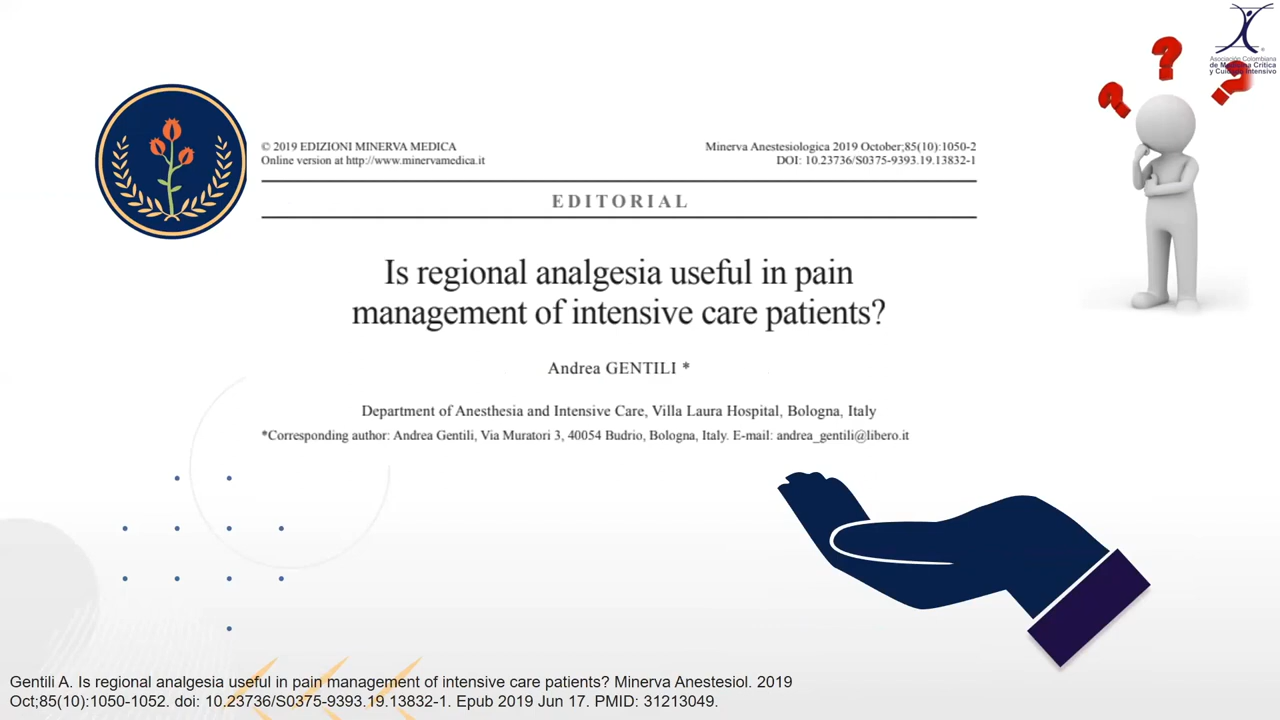 Asociación Colombiana
de Medicina Crítica
y Cuidado Intensivo
© 2019 EDIZIONI MINERVA MEDICA
Online version at http://www.minervamedica.it
Minerva Anestesiologica 2019 October;85(10):1050-2
DOI: 10.23736/S0375-9393.19.13832-1
EDITORIAL
Is regional analgesia useful in pain
management of intensive care patients?
Andrea GENTILI *
Department of Anesthesia and Intensive Care, Villa Laura Hospital, Bologna, Italy
*Corresponding author: Andrea Gentili, Via Muratori 3, 40054 Budrio, Bologna, Italy. E-mail: andrea_gentili@libero.it
Gentili A. Is regional analgesia useful in pain management of intensive care patients? Minerva Anestesiol. 2019
Oct;85(10):1050-1052. doi: 10.23736/S0375-9393.19.13832-1. Epub 2019 Jun 17. PMID: 31213049.